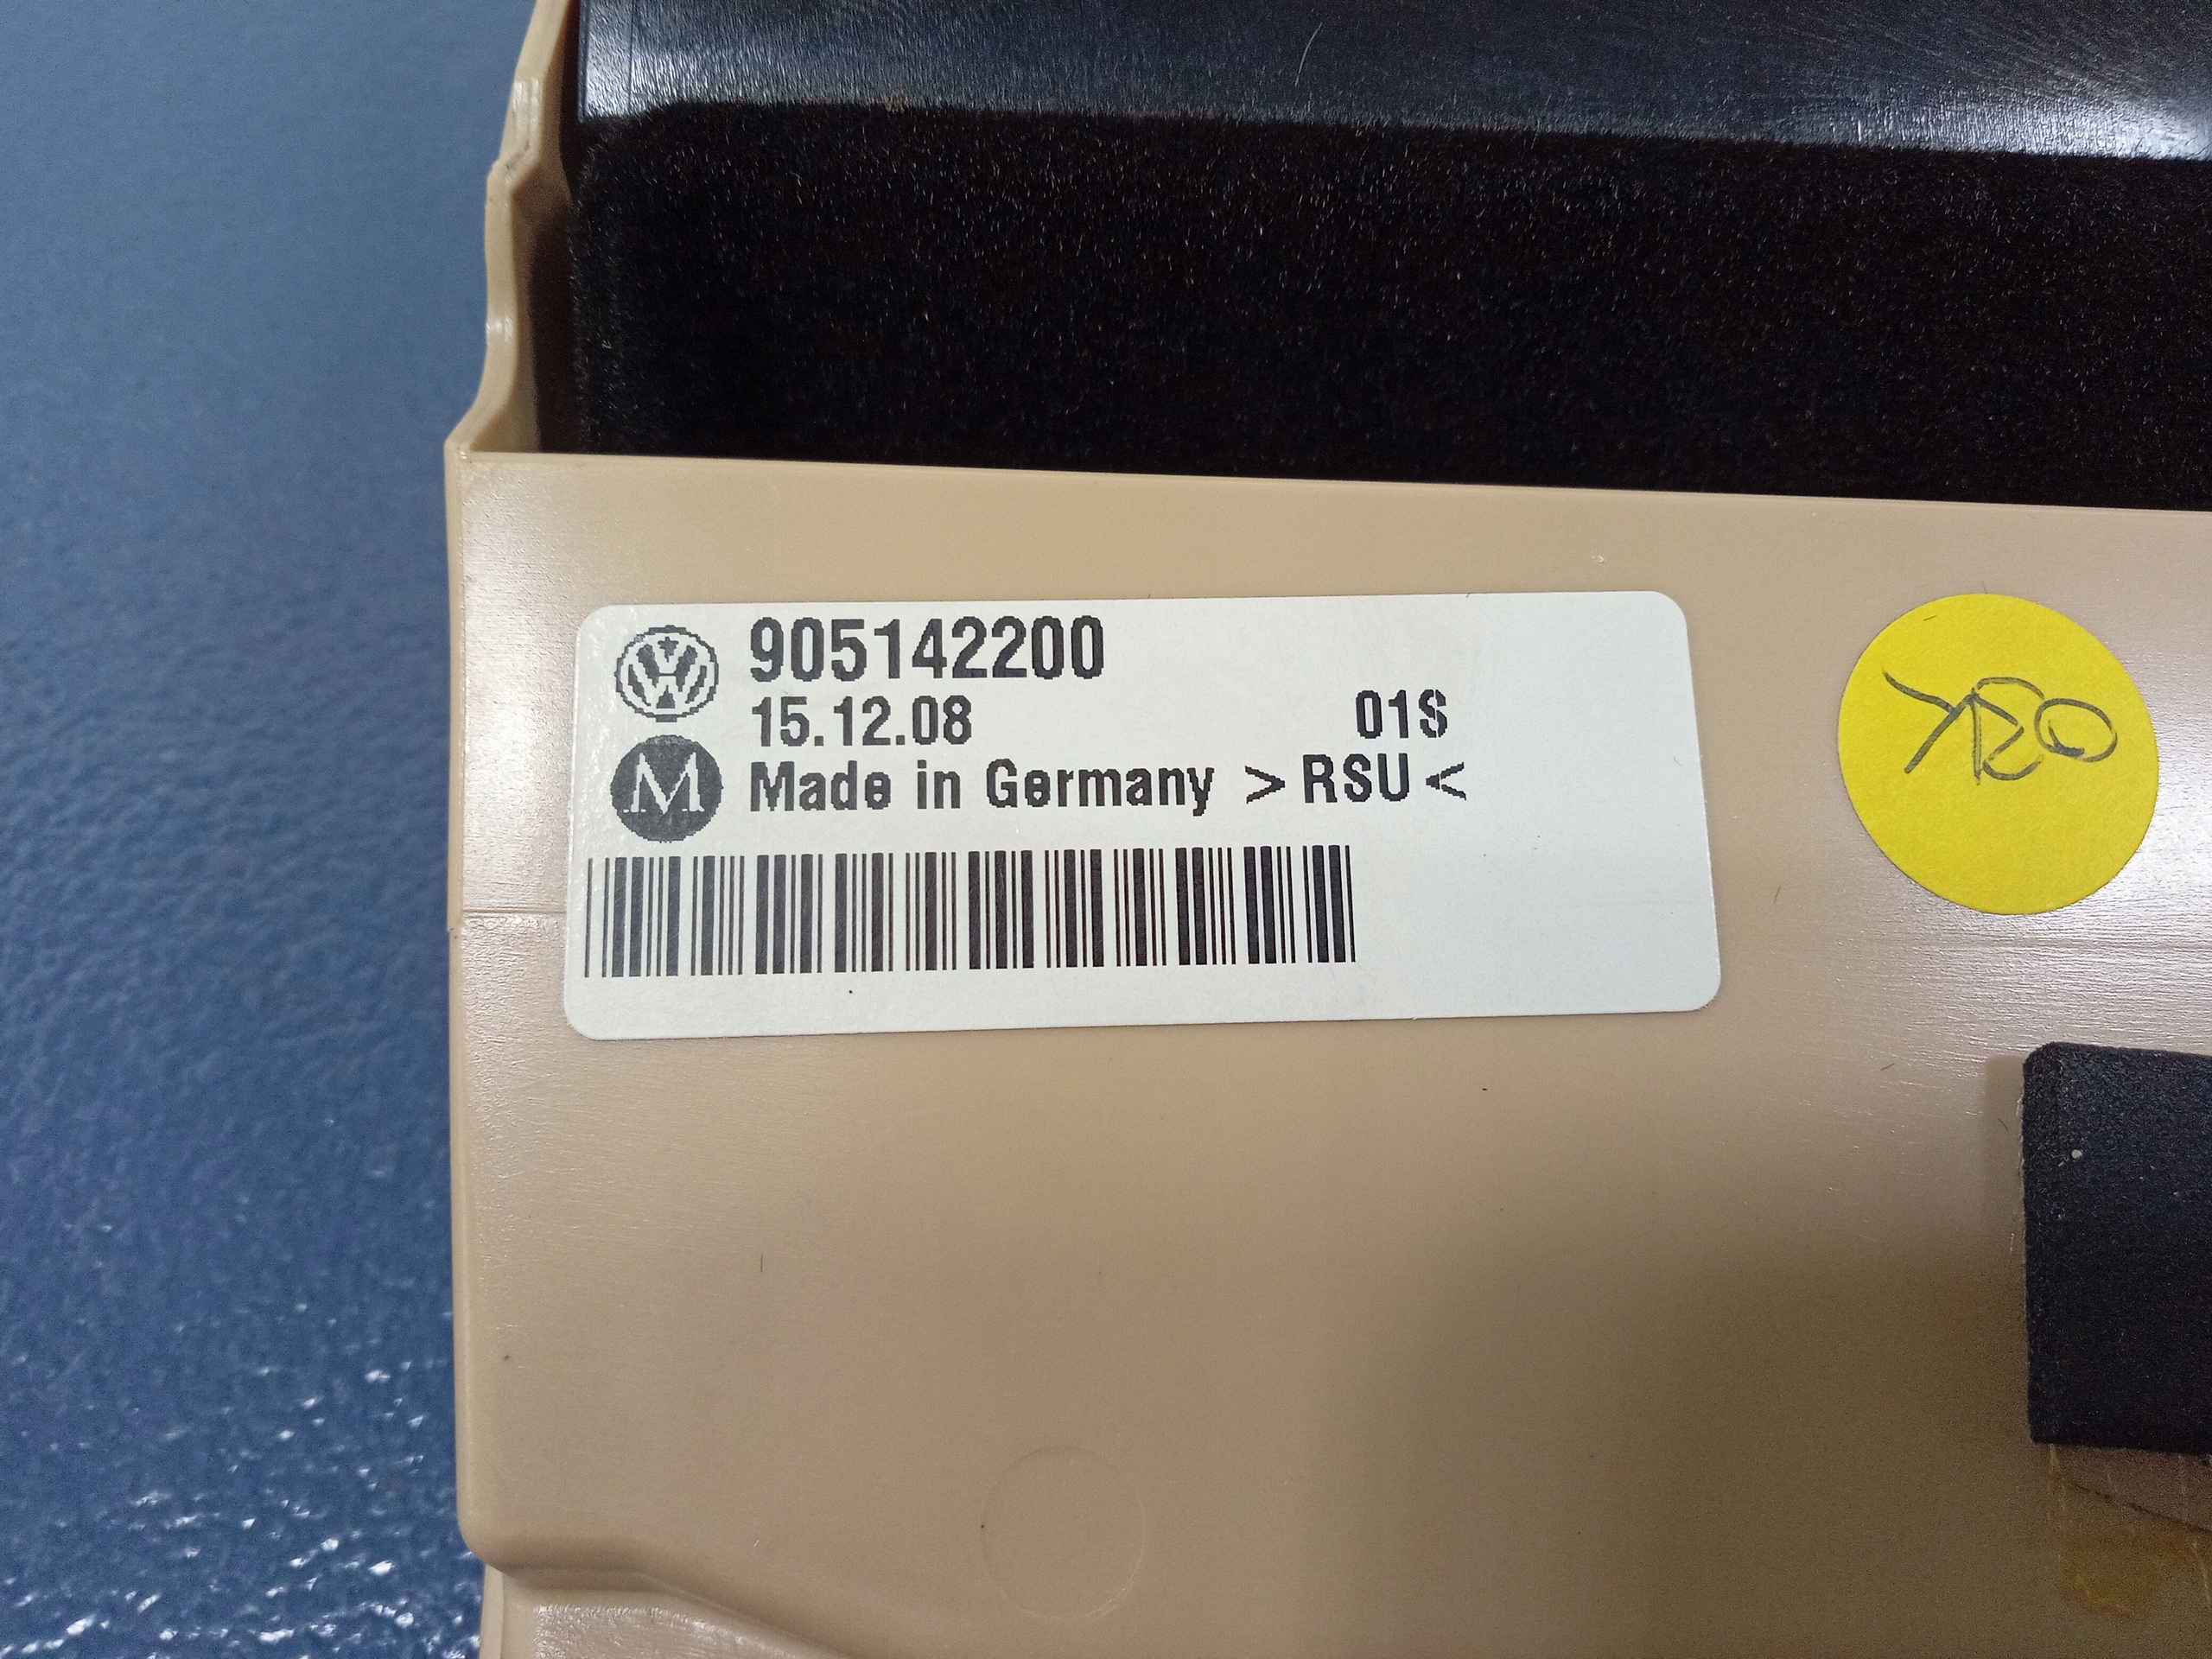 905142200
15.12.08 01S
M Made in Germany >RSU<